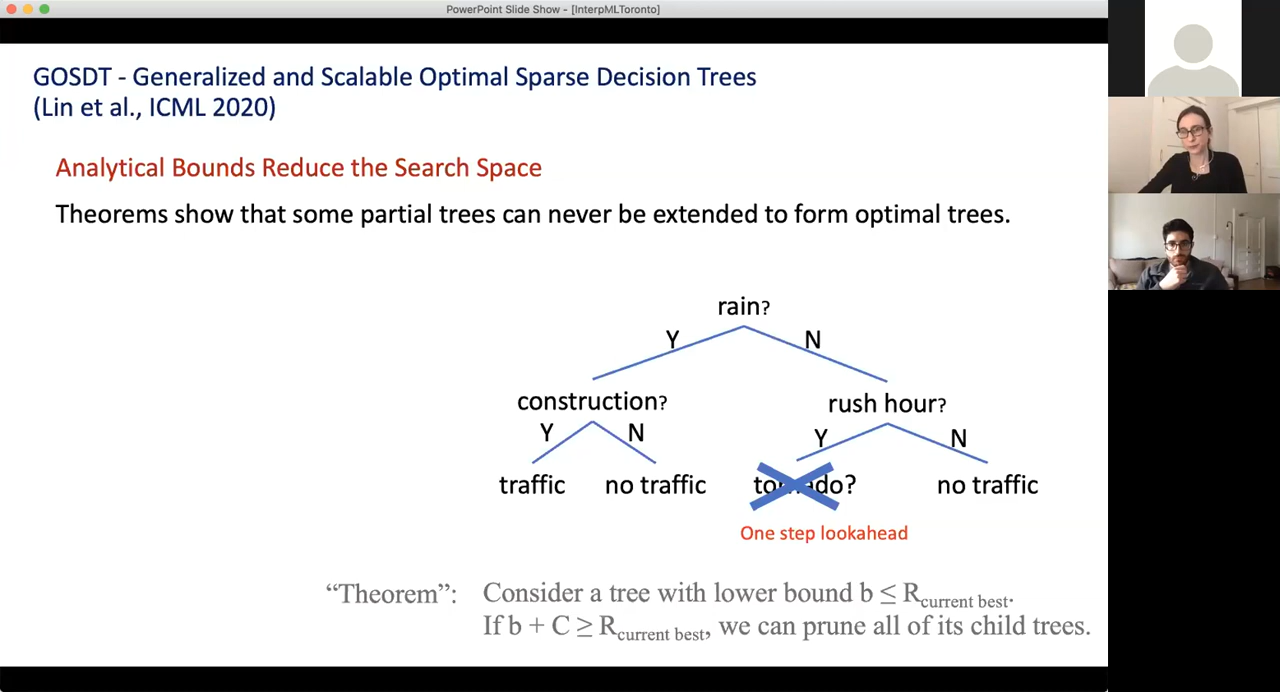 PowerPoint Slide Show - [InterpMLToronto]
GOSDT - Generalized and Scalable Optimal Sparse Decision Trees
(Lin et al., ICML 2020)
Analytical Bounds Reduce the Search Space
Theorems show that some partial trees can never be extended to form optimal trees.
rain?
Y N
construction? rush hour?
Y N Y N
traffic no traffic tornado? no traffic
One step lookahead
“Theorem”: Consider a tree with lower bound b ≤ Rcurrent best.
If b + C ≥ Rcurrent best, we can prune all of its child trees.